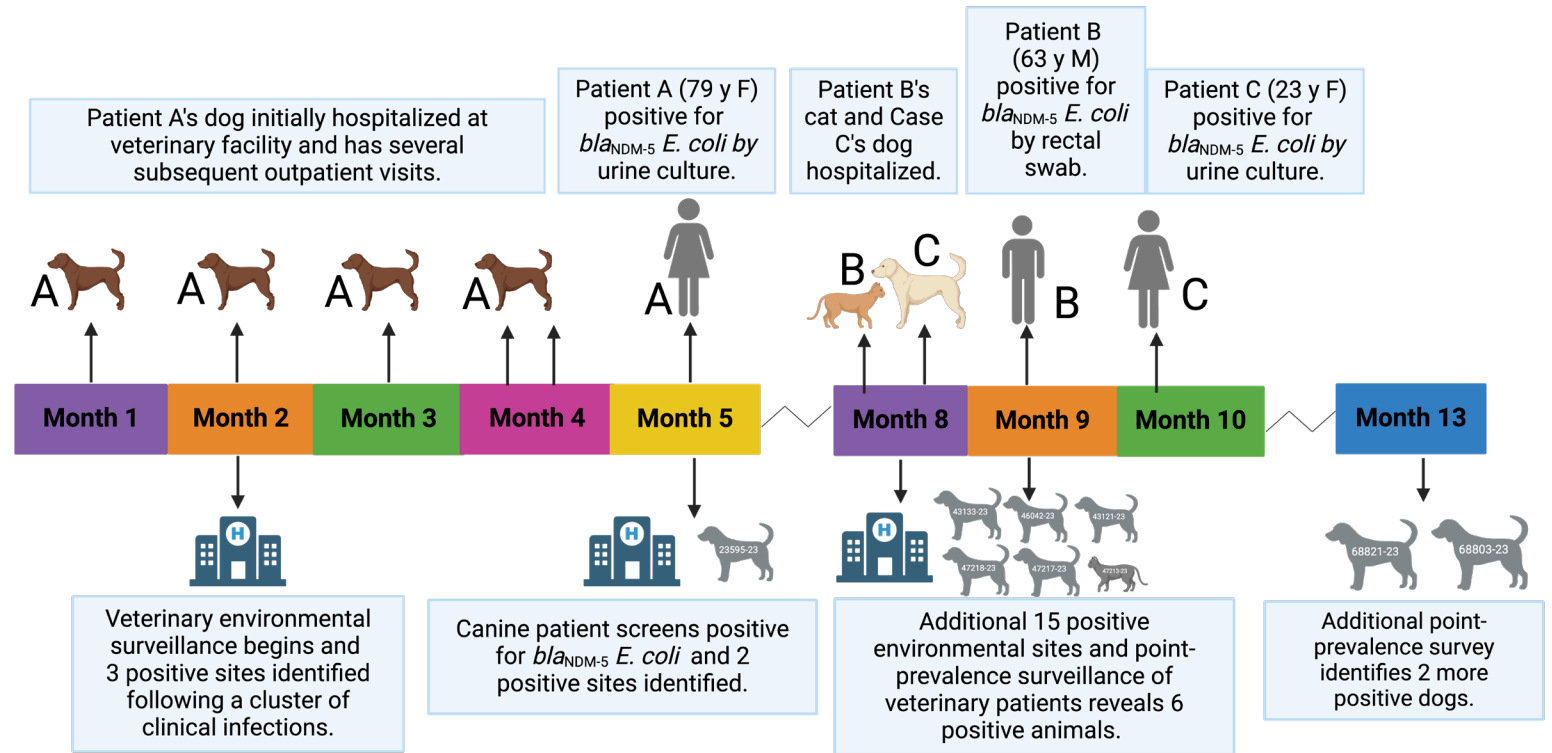 Patient A's dog initially hospitalized at
veterinary facility and has several
subsequent outpatient visits.
Patient A (79 y F)
positive for
bla_NDM-5 E. coli by
urine culture.
Patient B's
cat and Case
C's dog
hospitalized.
Patient B
(63 y M)
positive for
bla_NDM-5 E. coli
by rectal
swab.
Patient C (23 y F)
positive for
bla_NDM-5 E. coli by
urine culture.
A
A
A
A
A
B
C
B
C
Month 1
Month 2
Month 3
Month 4
Month 5
Month 8
Month 9
Month 10
Month 13
H
H
23595-23
H
43133-23
46042-23
43121-23
47218-23
47217-23
47213-23
68821-23
68803-23
Veterinary environmental
surveillance begins and
3 positive sites identified
following a cluster of
clinical infections.
Canine patient screens positive
for bla_NDM-5 E. coli and 2
positive sites identified.
Additional 15 positive
environmental sites and point-
prevalence surveillance of
veterinary patients reveals 6
positive animals.
Additional point-
prevalence survey
identifies 2 more
positive dogs.